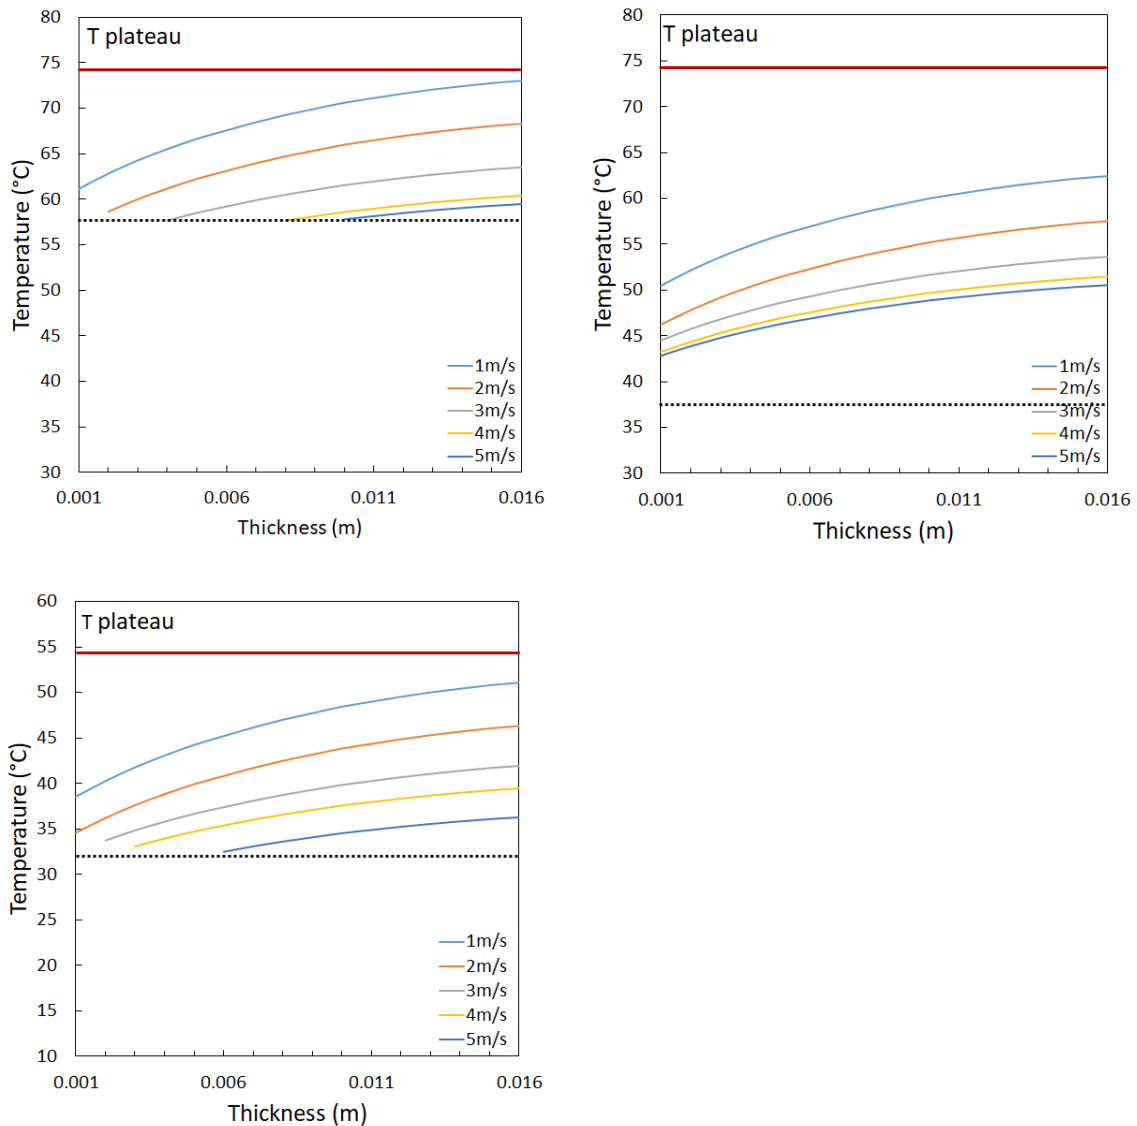 80
75
70
65
60
55
50
45
40
35
30
T plateau
Temperature (°C)
1m/s
2m/s
3m/s
4m/s
5m/s
0.001
0.006
0.011
0.016
Thickness (m)
80
75
70
65
60
55
50
45
40
35
30
T plateau
Temperature (°C)
1m/s
2m/s
3m/s
4m/s
5m/s
0.001
0.006
0.011
0.016
Thickness (m)
60
55
50
45
40
35
30
25
20
15
10
T plateau
Temperature (°C)
1m/s
2m/s
3m/s
4m/s
5m/s
0.001
0.006
0.011
0.016
Thickness (m)